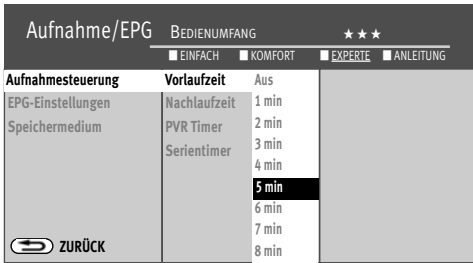 Aufnahme/EPG BEDIENUMFANG ★★★
EINFACH KOMFORT EXPERTE ANLEITUNG
Aufnahmesteuerung Vorlaufzeit Aus
EPG-Einstellungen Nachlaufzeit 1 min
Speichermedium PVR Timer 2 min
Serientimer 3 min
4 min
5 min
6 min
7 min
ZURÜCK 8 min